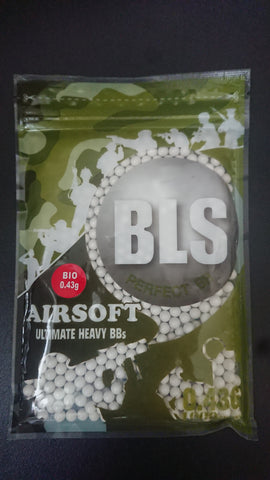 BLS
PERFECT BB
BIO
0.43g
AIRSOFT
ULTIMATE HEAVY BBs
0.43G